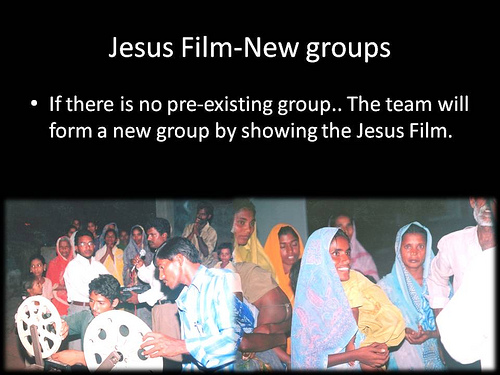 Jesus Film-New groups
• If there is no pre-existing group.. The team will
form a new group by showing the Jesus Film.